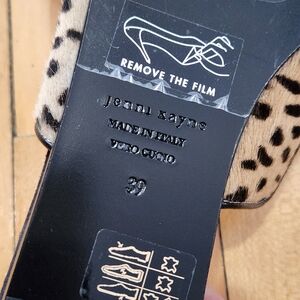 REMOVE THE FILM
jenni kayne
MADE IN ITALY
VERO CUOIO
39